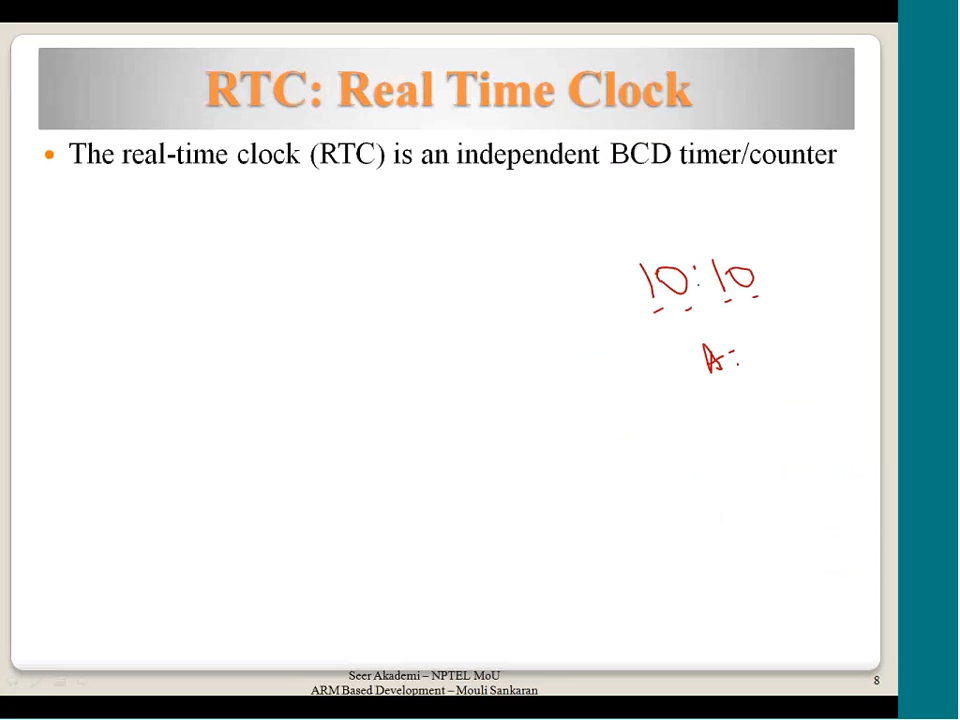 RTC: Real Time Clock
• The real-time clock (RTC) is an independent BCD timer/counter
10:10
A:
Seer Akademi – NPTEL MoU
ARM Based Development – Mouli Sankaran
8